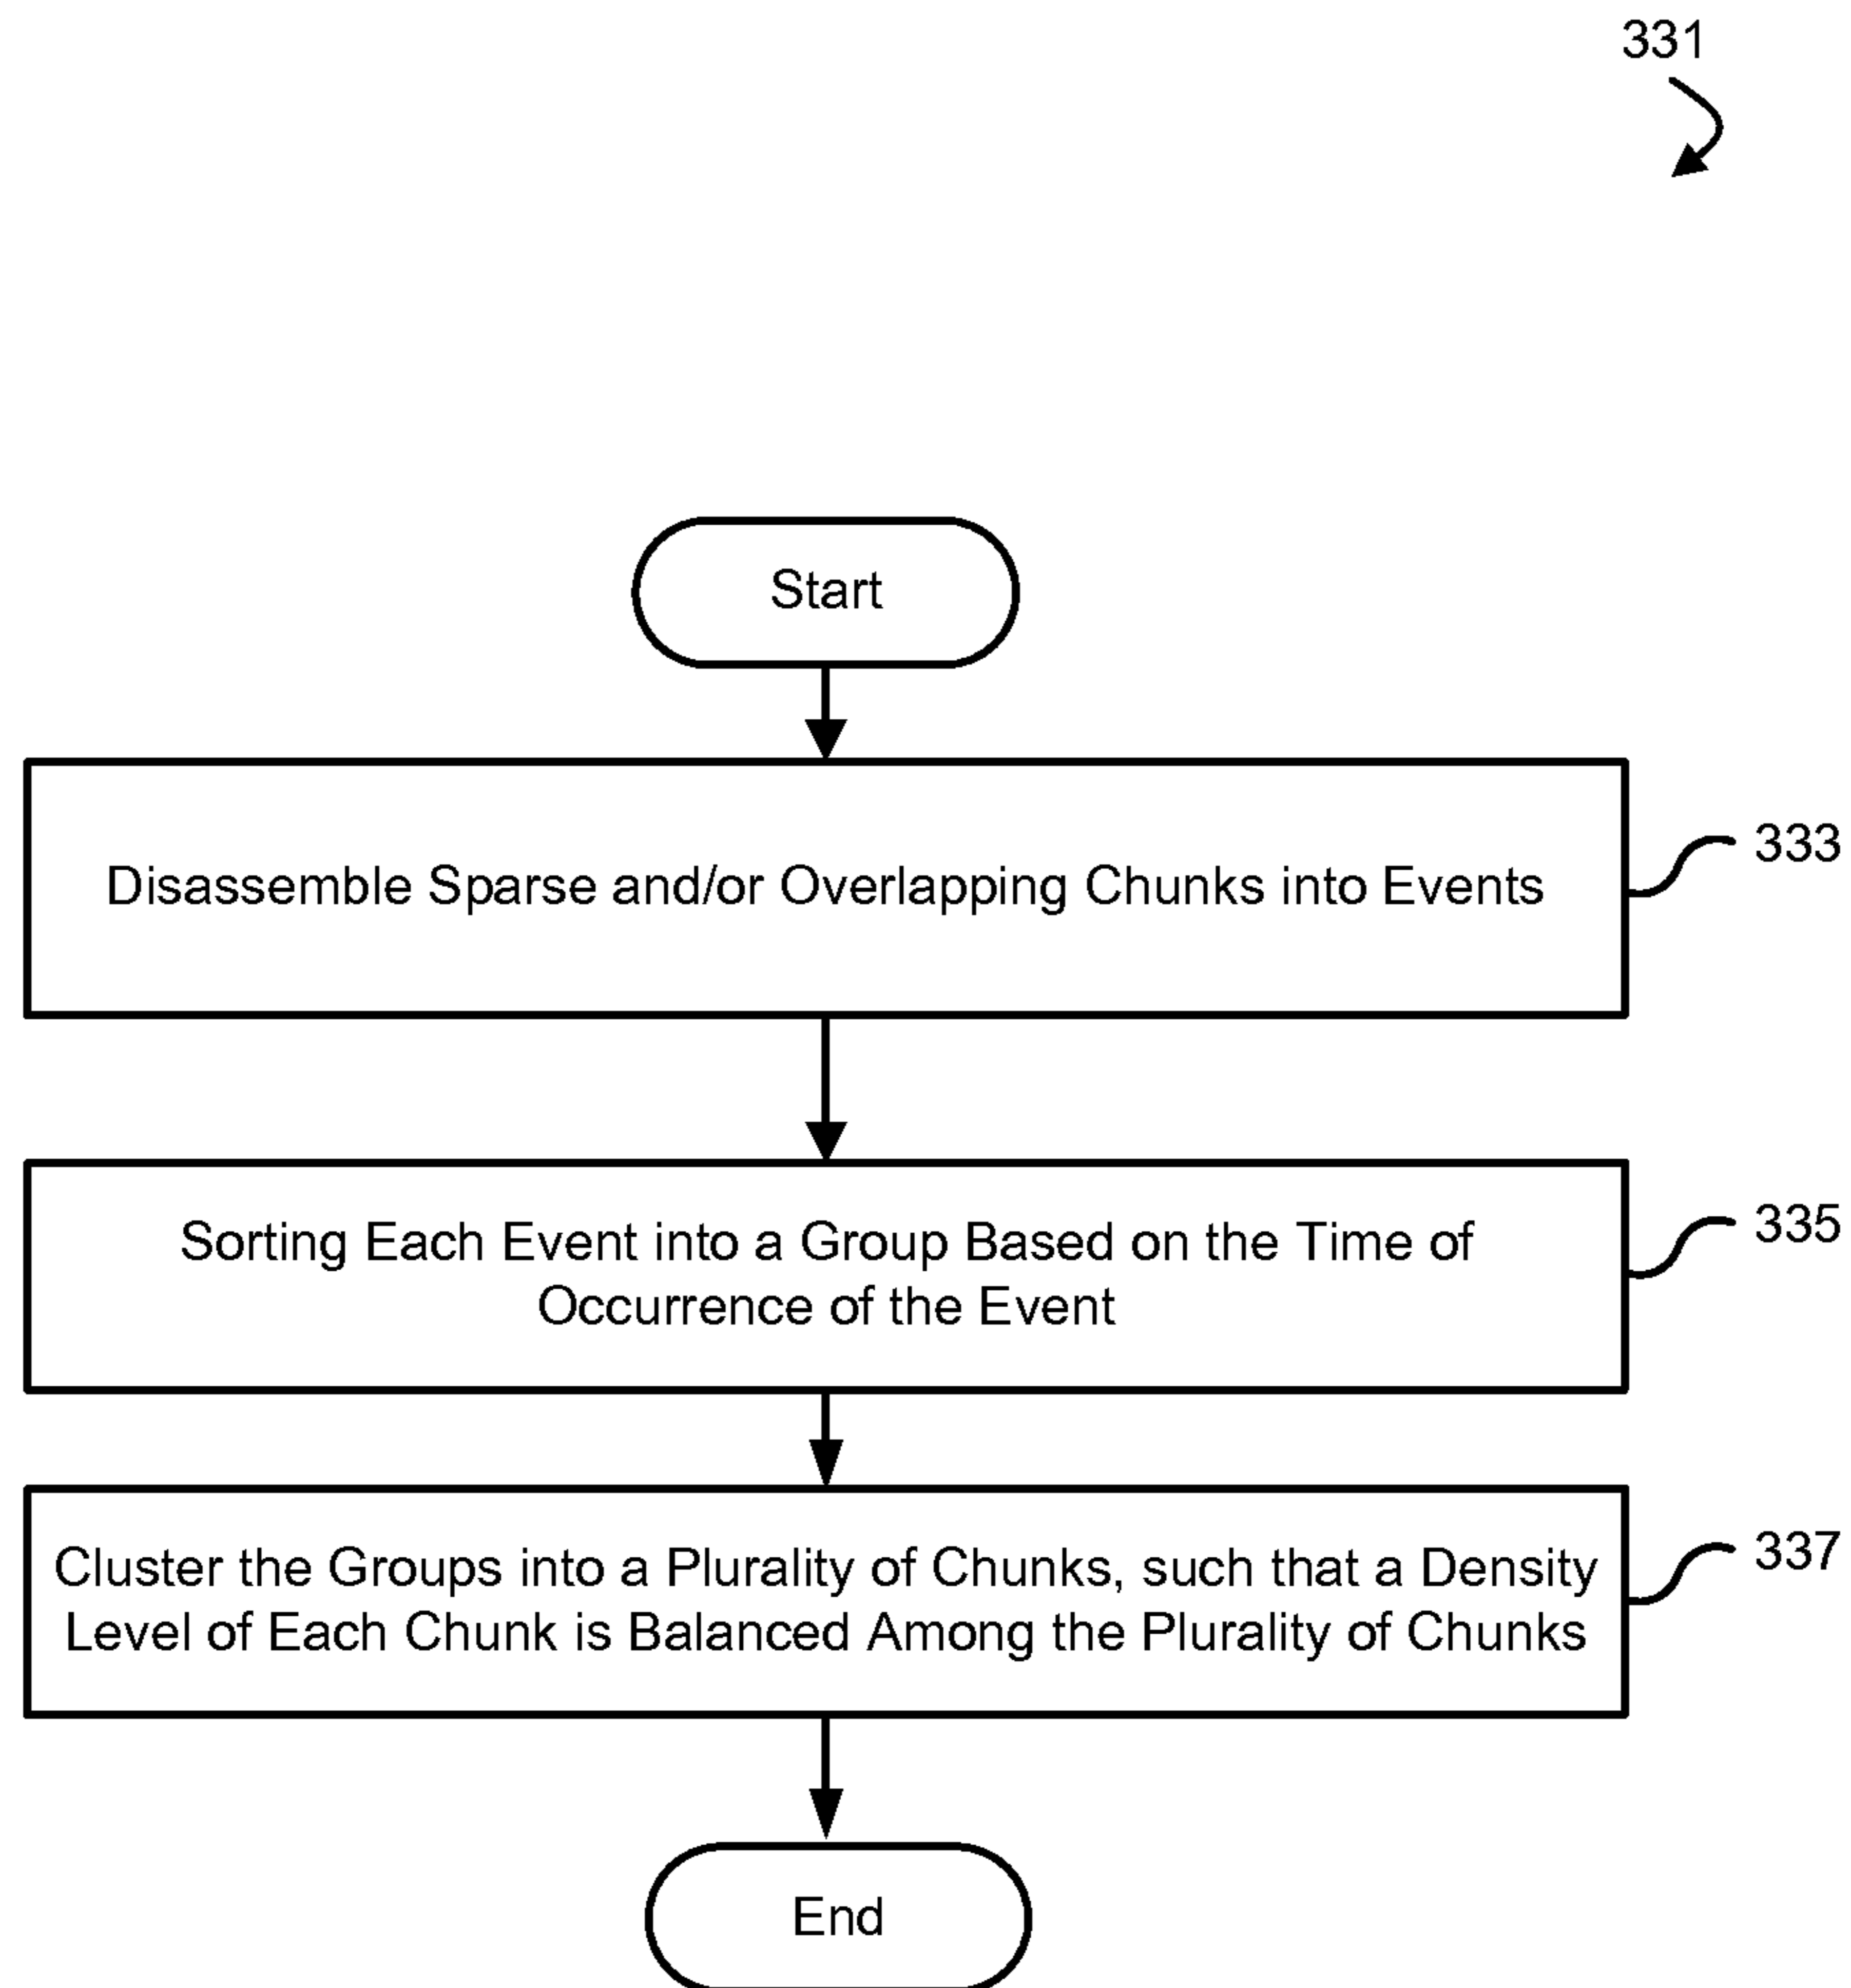 331
Start
Disassemble Sparse and/or Overlapping Chunks into Events
333
Sorting Each Event into a Group Based on the Time of
Occurrence of the Event
335
Cluster the Groups into a Plurality of Chunks, such that a Density
Level of Each Chunk is Balanced Among the Plurality of Chunks
337
End